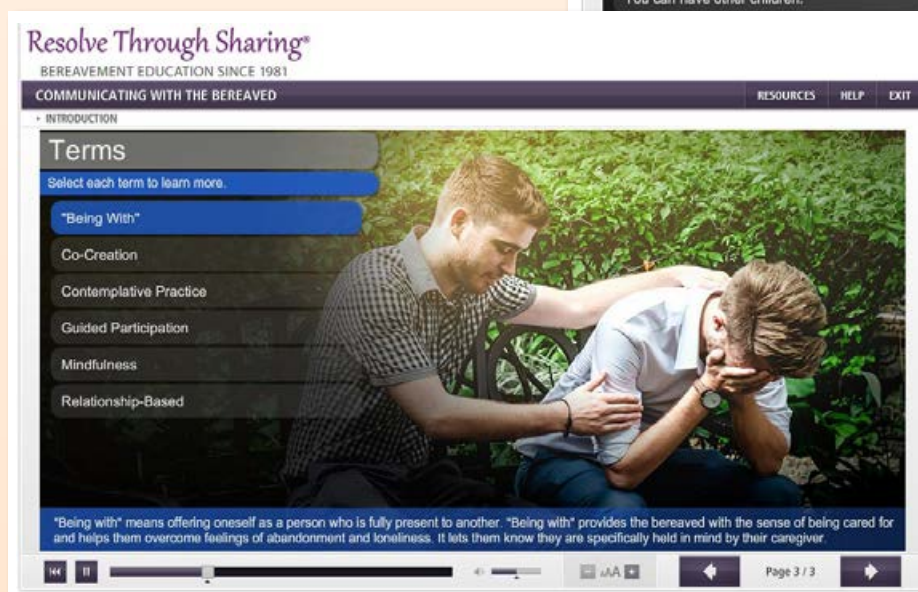 You can have other children.
Resolve Through Sharing®
BEREAVEMENT EDUCATION SINCE 1981
COMMUNICATING WITH THE BEREAVED
RESOURCES HELP EXIT
INTRODUCTION
Terms
Select each term to learn more.
"Being With"
Co-Creation
Contemplative Practice
Guided Participation
Mindfulness
Relationship-Based
"Being with" means offering oneself as a person who is fully present to another. "Being with" provides the bereaved with the sense of being cared for
and helps them overcome feelings of abandonment and loneliness. It lets them know they are specifically held in mind by their caregiver.
AA
Page 3 / 3